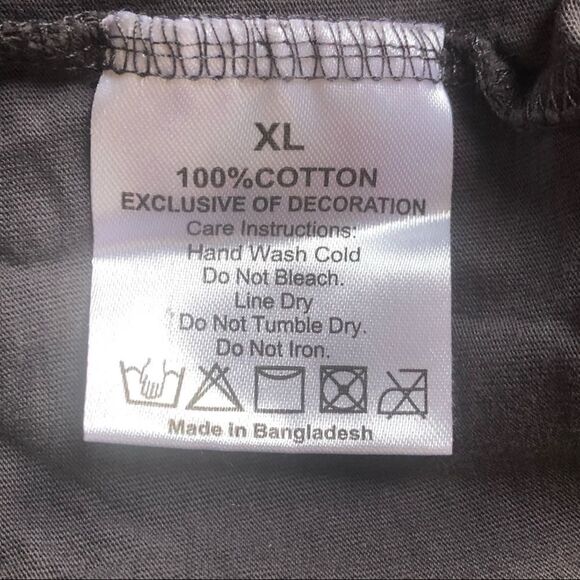 XL
100%COTTON
EXCLUSIVE OF DECORATION
Care Instructions:
Hand Wash Cold
Do Not Bleach.
Line Dry
Do Not Tumble Dry.
Do Not Iron.
Made in Bangladesh